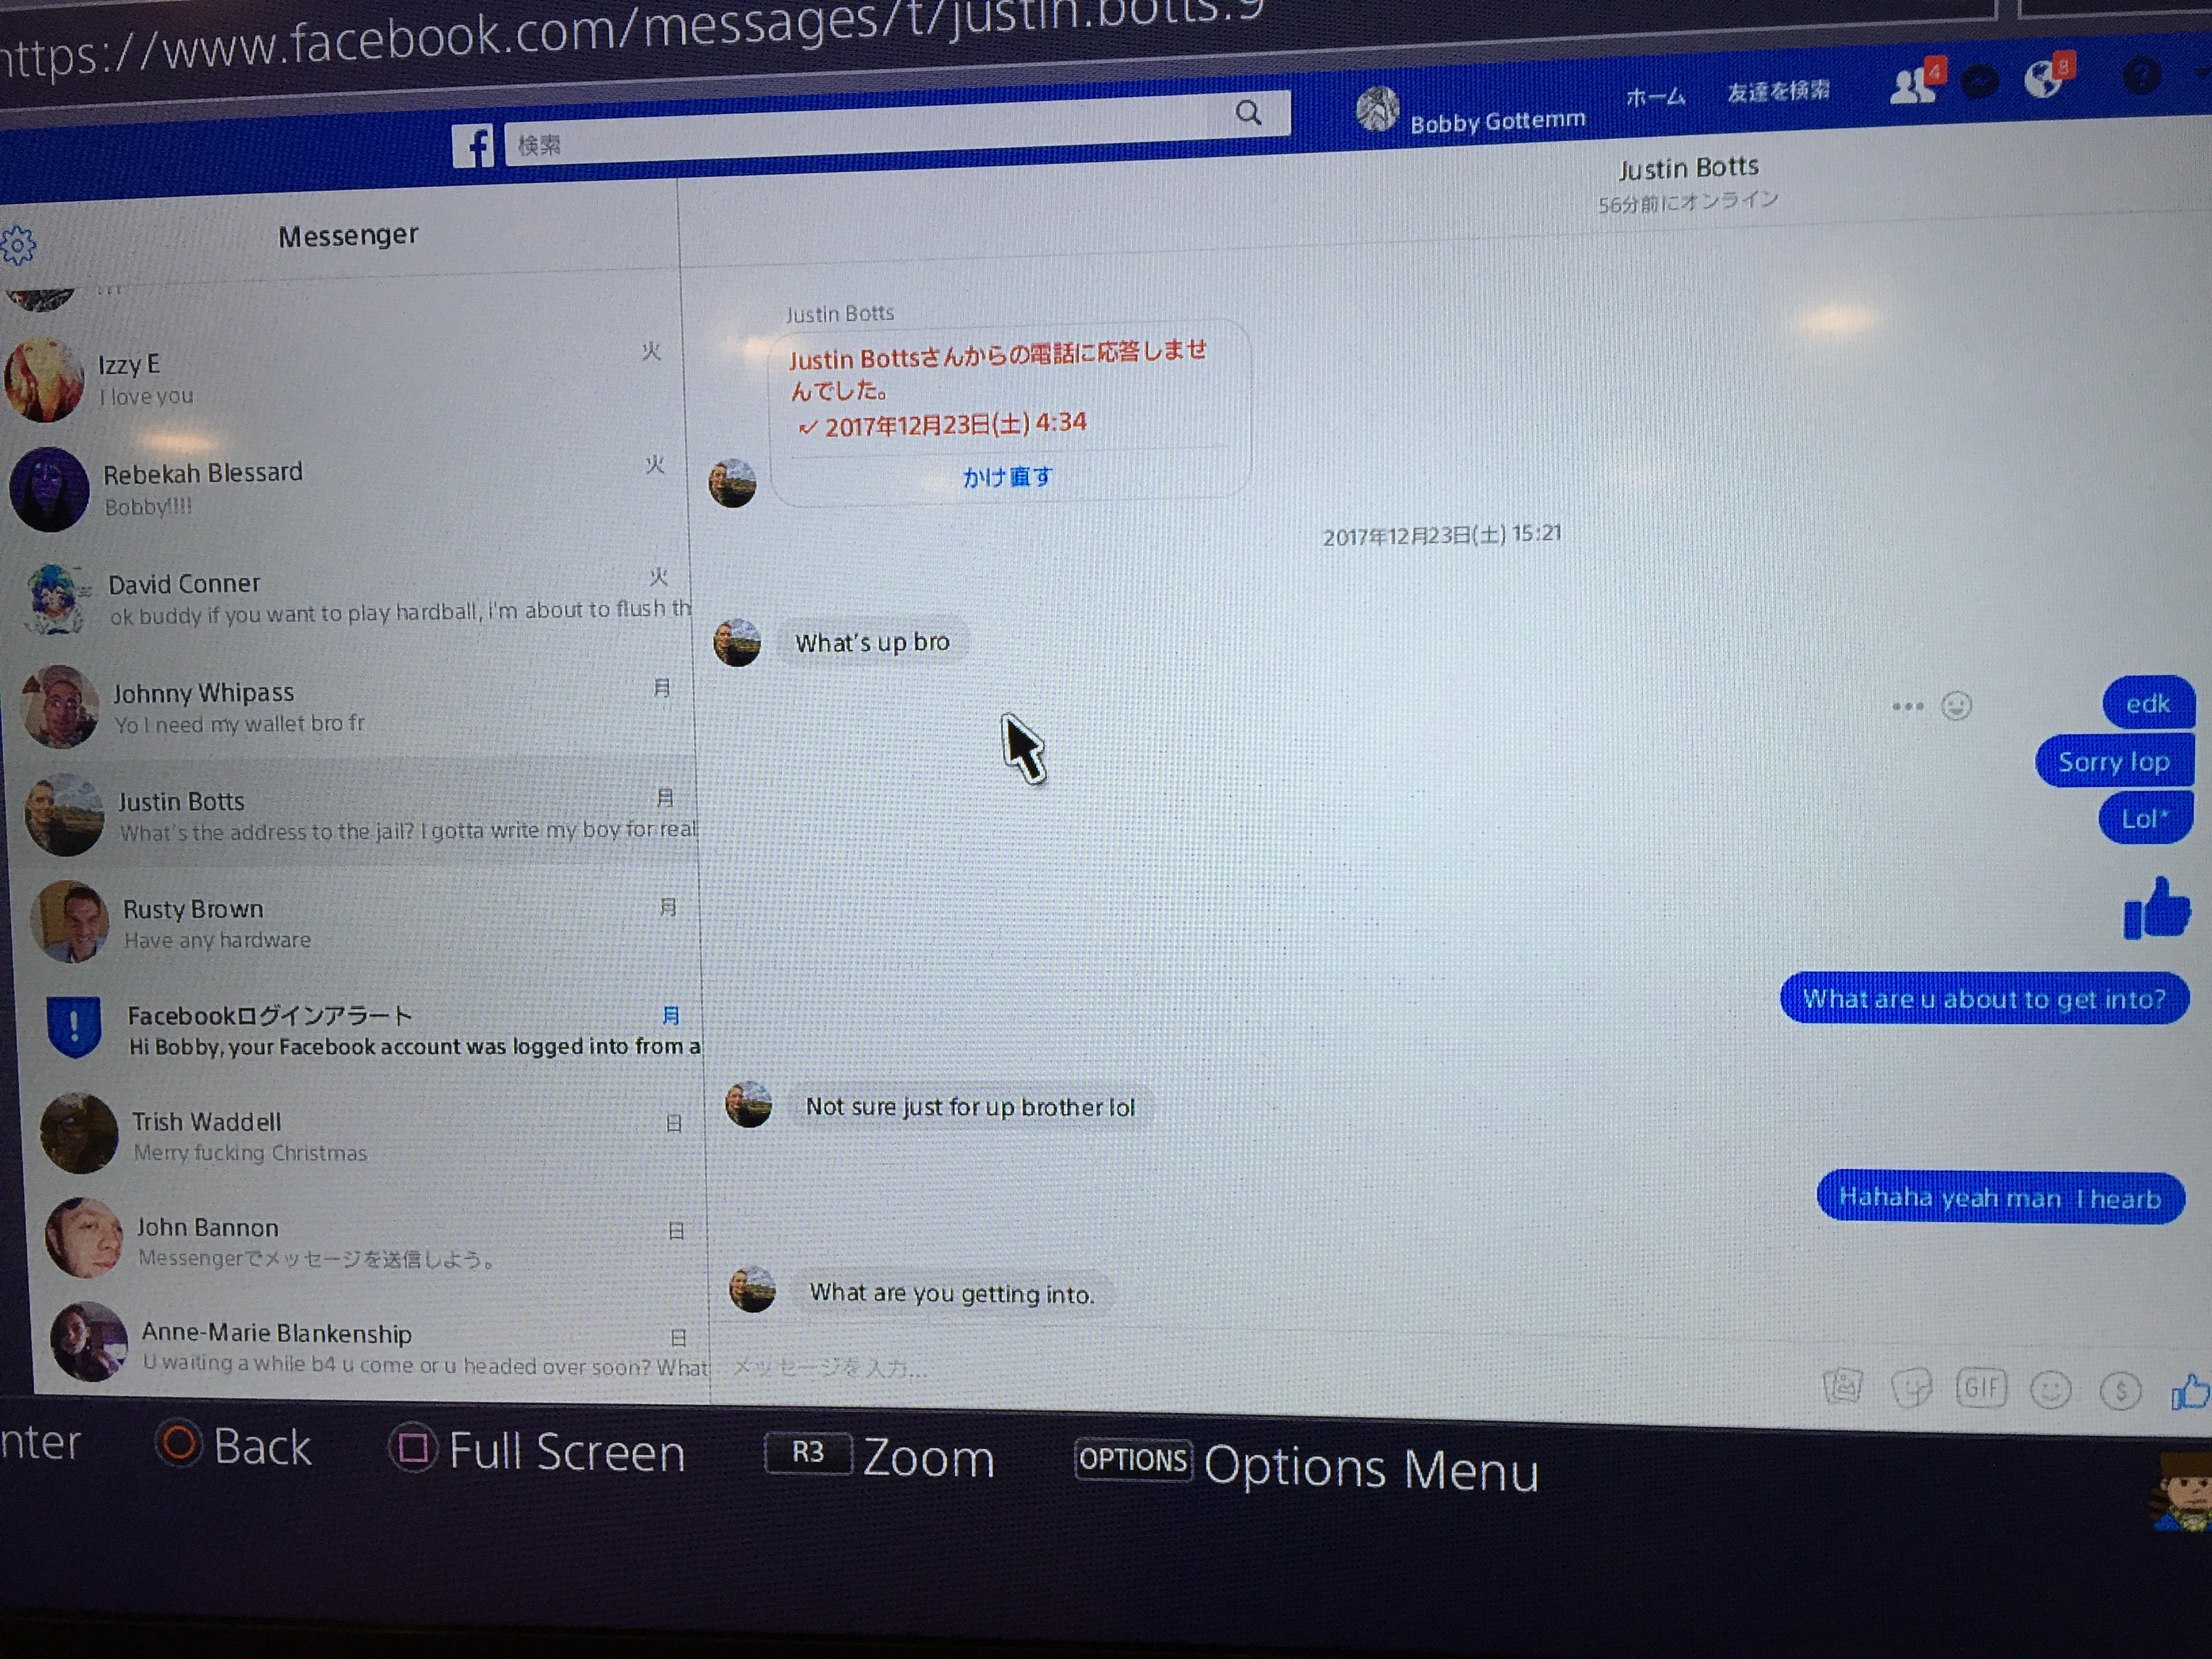 https://www.facebook.com/messages/t/justin.botts.9
f
検索
Bobby Gottemm
ホーム
友達を検索
4
8
?
Messenger
Justin Botts
56分前にオンライン
Izzy E
火
I love you
Rebekah Blessard
火
Bobby!!!!
David Conner
火
ok buddy if you want to play hardball, i'm about to flush th
Johnny Whipass
月
Yo I need my wallet bro fr
Justin Botts
月
What's the address to the jail? I gotta write my boy for real
Rusty Brown
月
Have any hardware
Facebookログインアラート
月
Hi Bobby, your Facebook account was logged into from a
Trish Waddell
日
Merry fucking Christmas
John Bannon
日
Messengerでメッセージを送信しよう。
Anne-Marie Blankenship
日
U waiting a while b4 u come or u headed over soon? What
Justin Botts
Justin Bottsさんからの電話に応答しませ
んでした。
2017年12月23日(土) 4:34
かけ直す
2017年12月23日(土) 15:21
What's up bro
edk
Sorry lop
Lol*
What are u about to get into?
Not sure just for up brother lol
Hahaha yeah man I hearb
What are you getting into.
メッセージを入力...
GIF
$
nter
Back
Full Screen
R3
Zoom
OPTIONS
Options Menu